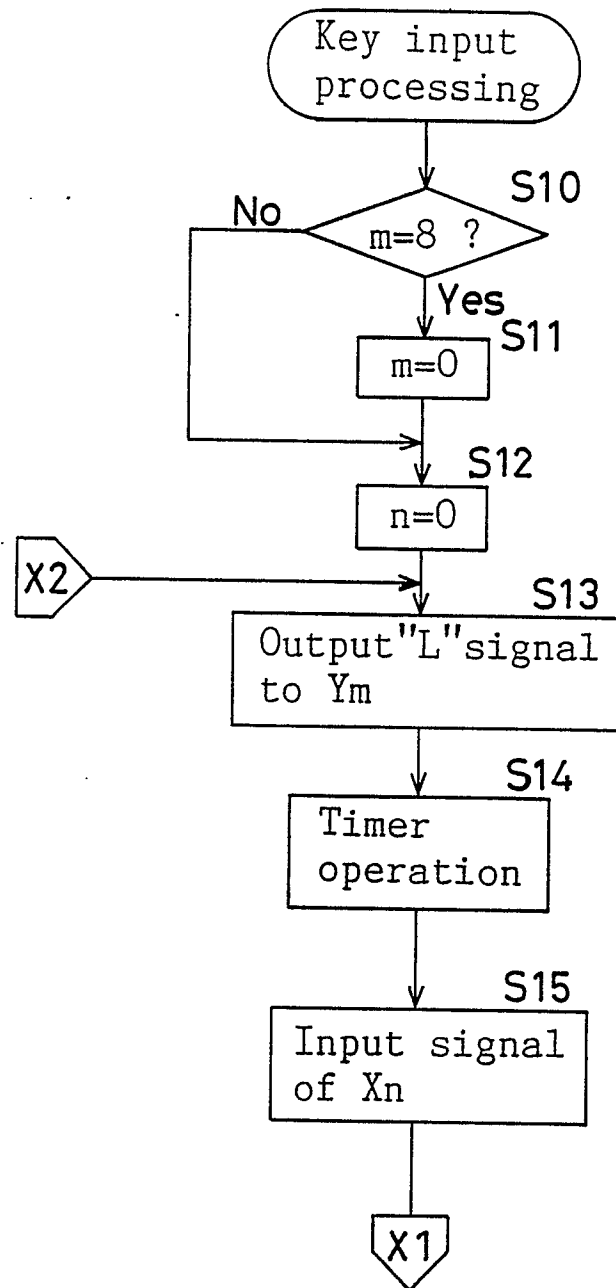 Key input
processing
S10
No
m=8 ?
Yes
S11
m=0
S12
n=0
X2
S13
Output"L"signal
to Ym
S14
Timer
operation
S15
Input signal
of Xn
X1